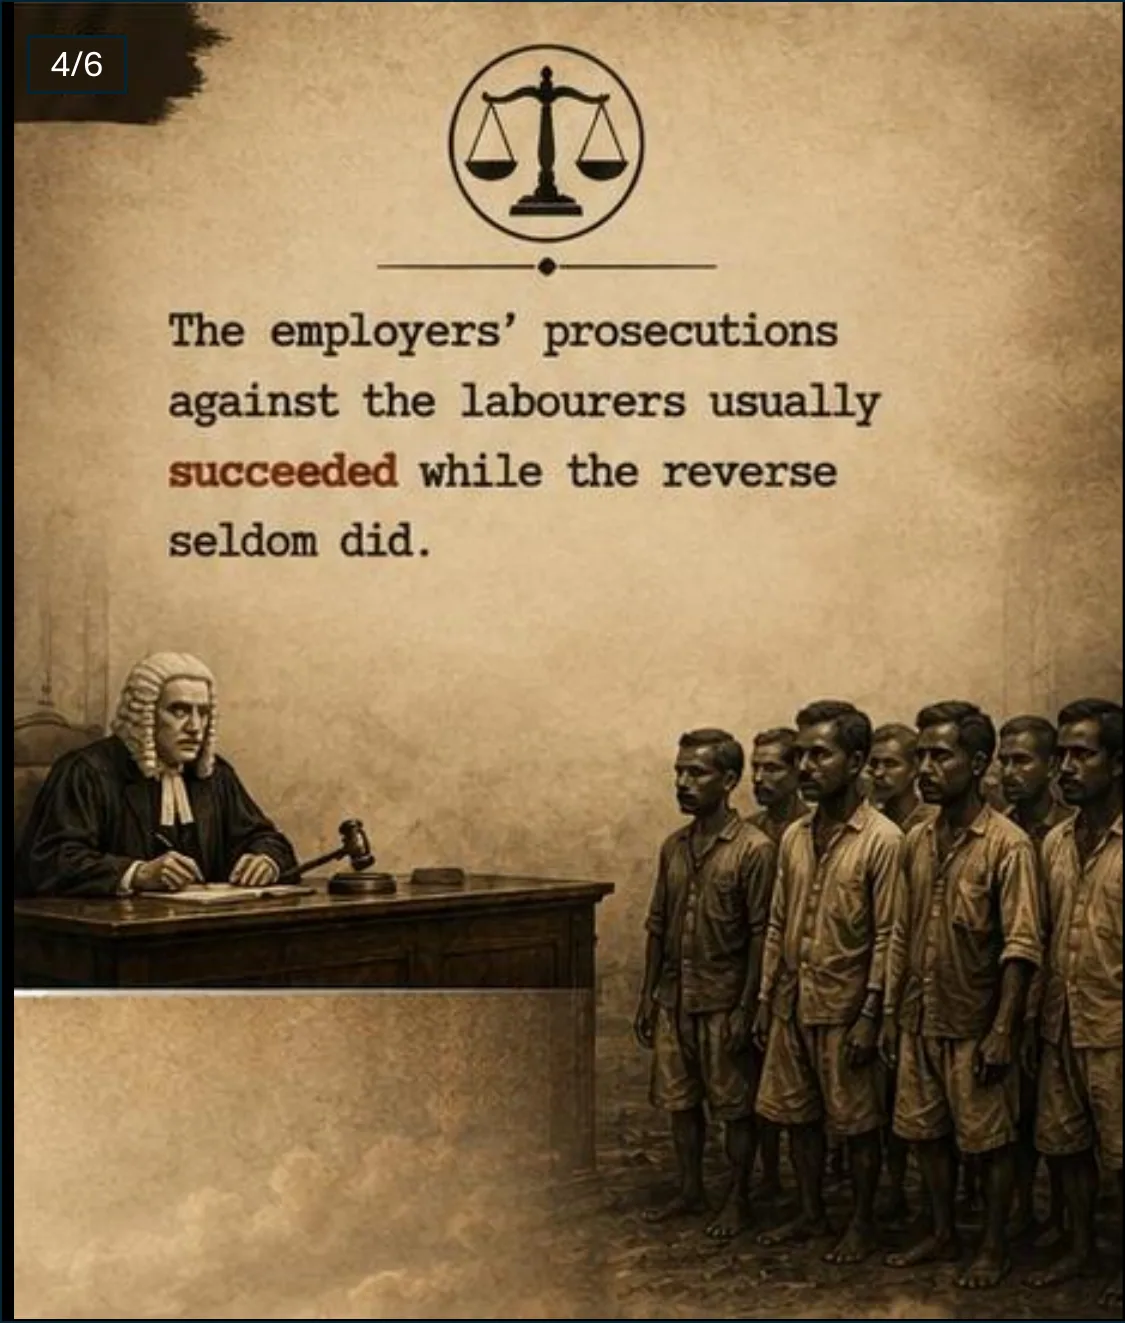 4/6
The employers’ prosecutions
against the labourers usually
succeeded while the reverse
seldom did.